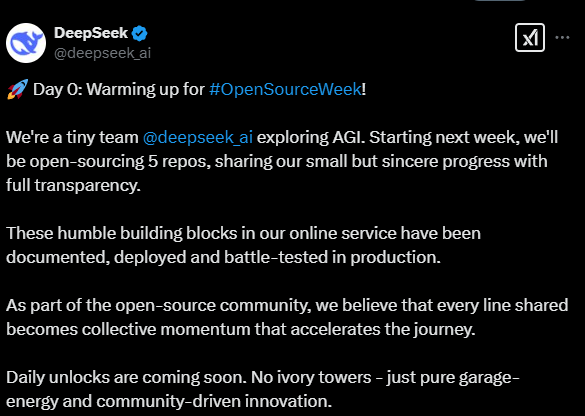 DeepSeek
@deepseek_ai
🚀 Day 0: Warming up for #OpenSourceWeek!
We're a tiny team @deepseek_ai exploring AGI. Starting next week, we'll
be open-sourcing 5 repos, sharing our small but sincere progress with
full transparency.
These humble building blocks in our online service have been
documented, deployed and battle-tested in production.
As part of the open-source community, we believe that every line shared
becomes collective momentum that accelerates the journey.
Daily unlocks are coming soon. No ivory towers - just pure garage-
energy and community-driven innovation.